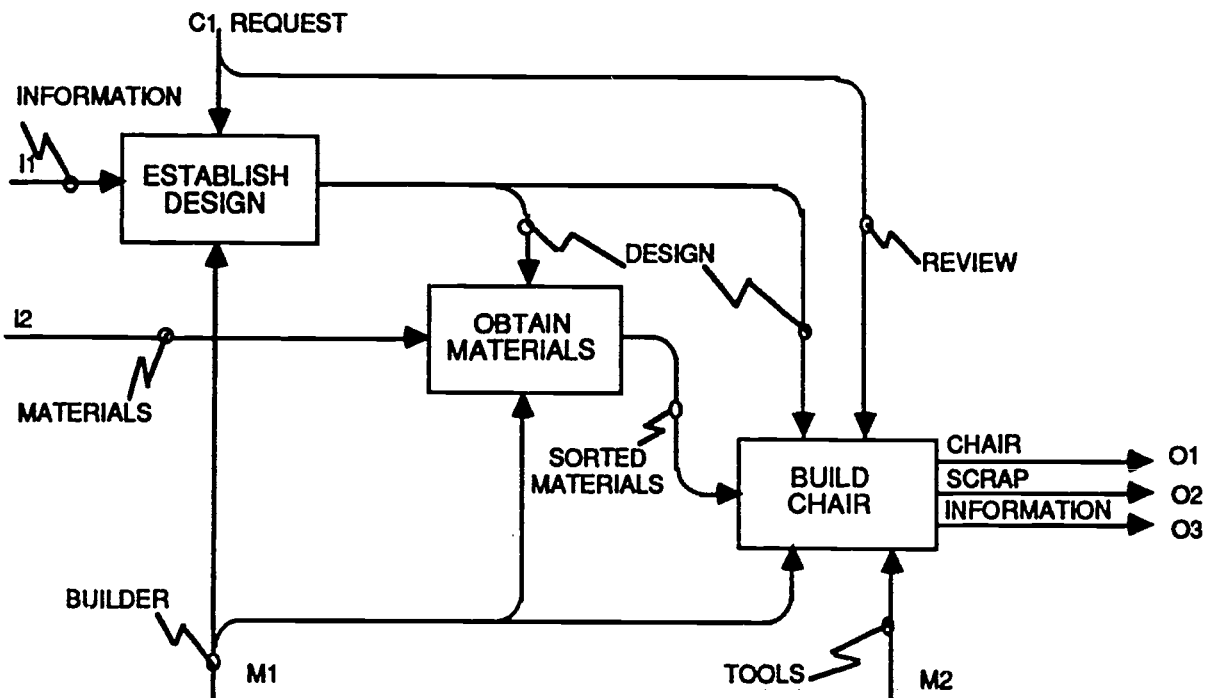 C1 REQUEST
INFORMATION
I1
ESTABLISH
DESIGN
DESIGN
REVIEW
I2
OBTAIN
MATERIALS
MATERIALS
SORTED
MATERIALS
BUILD
CHAIR
CHAIR
O1
SCRAP
O2
INFORMATION
O3
BUILDER
M1
TOOLS
M2